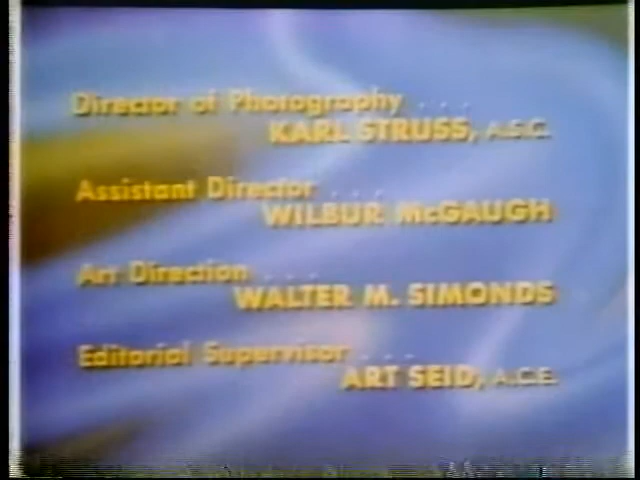 Director of Photography . . .
KARL STRUSS, A.S.C.
Assistant Director . . .
WILBUR McGAUGH
Art Direction . . .
WALTER M. SIMONDS
Editorial Supervisor . . .
ART SEID, A.C.E.